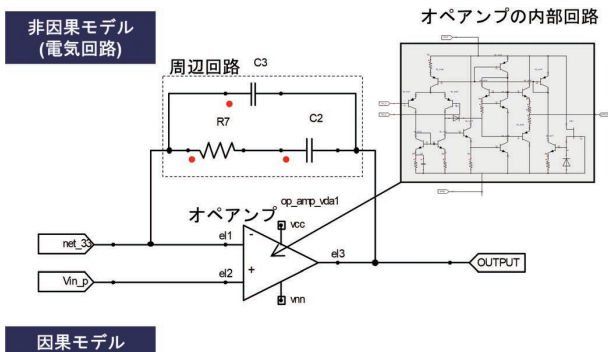 非因果モデル
(電気回路)
オペアンプの内部回路
周辺回路
C3
R7
C2
op_amp_vda1
オペアンプ
vcc
net_33
el1
-
el3
OUTPUT
Vin_p
el2
+
vnn
因果モデル